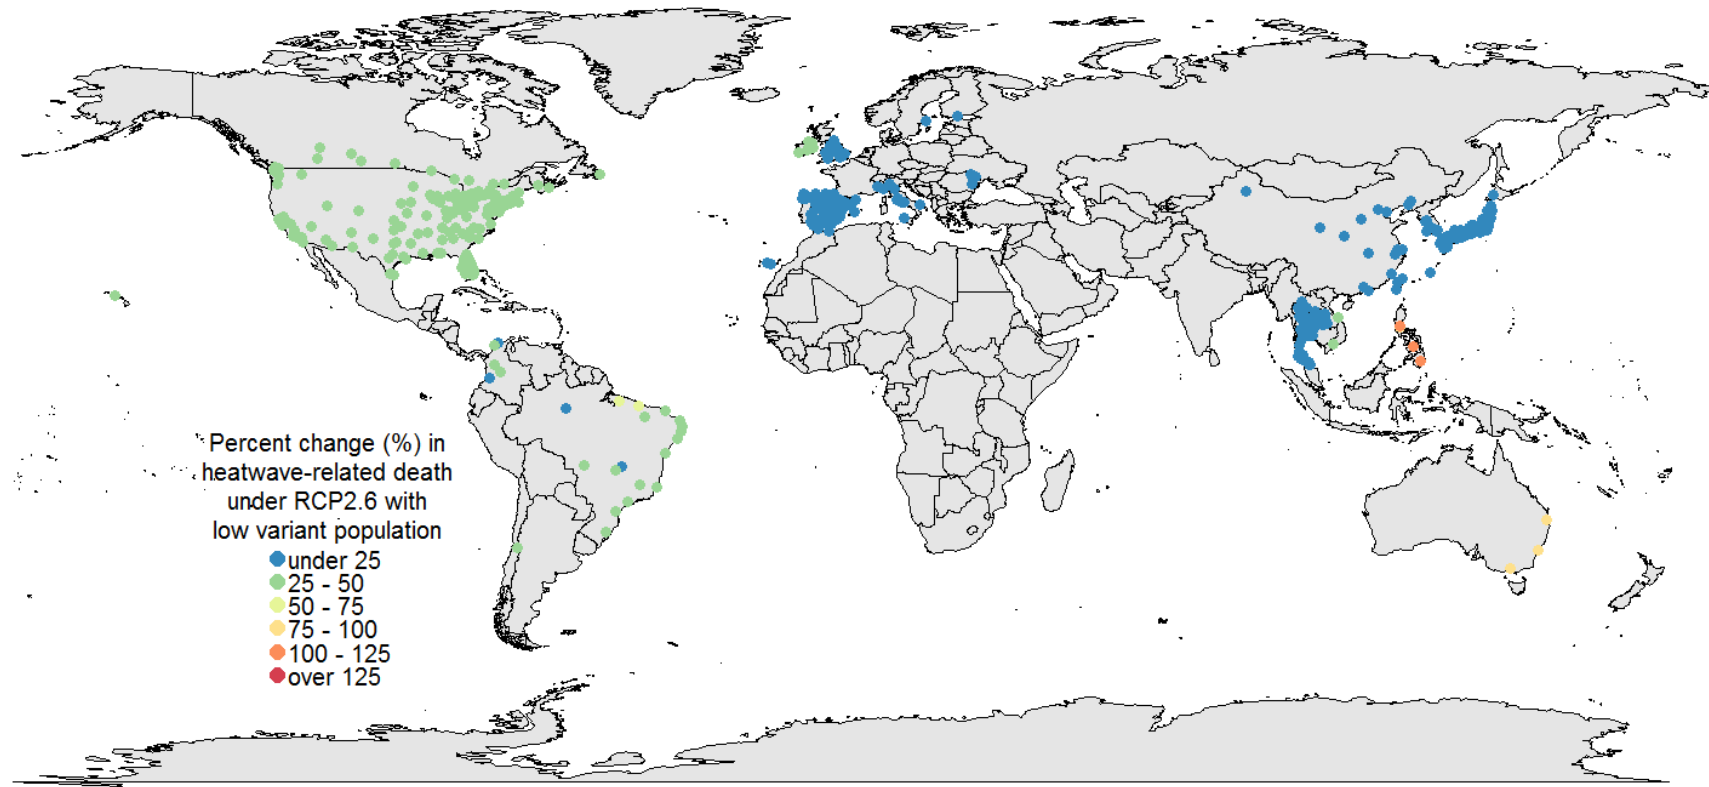 Percent change (%) in
heatwave-related death
under RCP2.6 with
low variant population
under 25
25 - 50
50 - 75
75 - 100
100 - 125
over 125